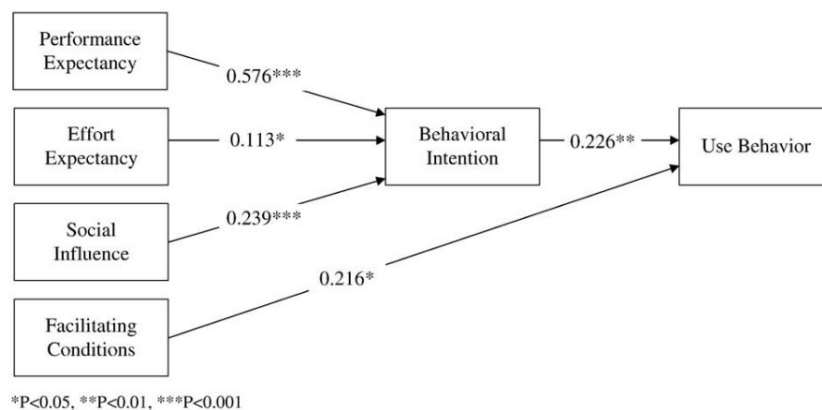 Performance
Expectancy
0.576***
Effort
Expectancy
0.113*
Behavioral
Intention
0.226**
Use Behavior
Social
Influence
0.239***
0.216*
Facilitating
Conditions
*P<0.05, **P<0.01, ***P<0.001